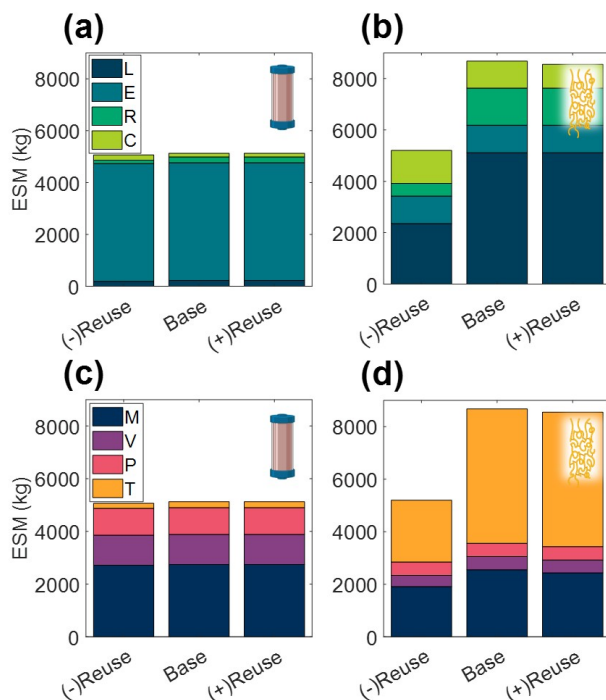 (a)
(b)
ESM (kg)
8000
6000
4000
2000
0
L
E
R
C
(-)Reuse
Base
(+)Reuse
8000
6000
4000
2000
0
(-)Reuse
Base
(+)Reuse
(c)
(d)
ESM (kg)
8000
6000
4000
2000
0
M
V
P
T
(-)Reuse
Base
(+)Reuse
8000
6000
4000
2000
0
(-)Reuse
Base
(+)Reuse